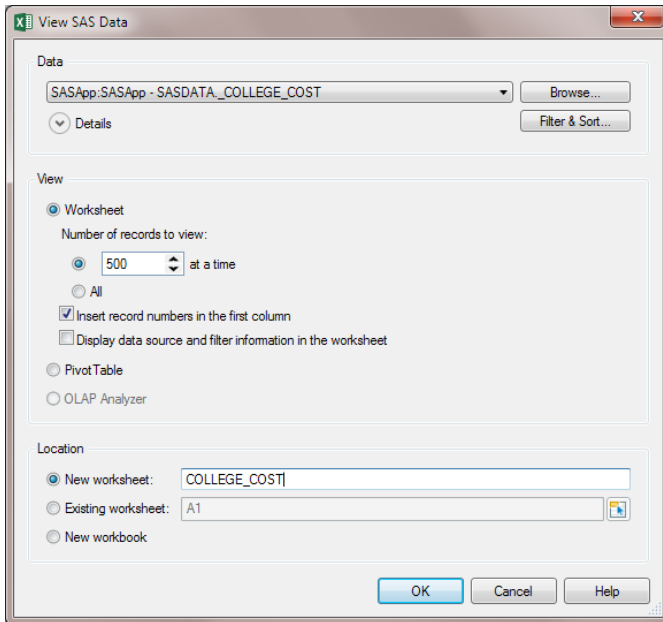 View SAS Data
Data
SASApp:SASApp - SASDATA._COLLEGE_COST
Browse...
Details
Filter & Sort...
View
Worksheet
Number of records to view:
500 at a time
All
Insert record numbers in the first column
Display data source and filter information in the worksheet
PivotTable
OLAP Analyzer
Location
New worksheet: COLLEGE_COST
Existing worksheet: A1
New workbook
OK Cancel Help